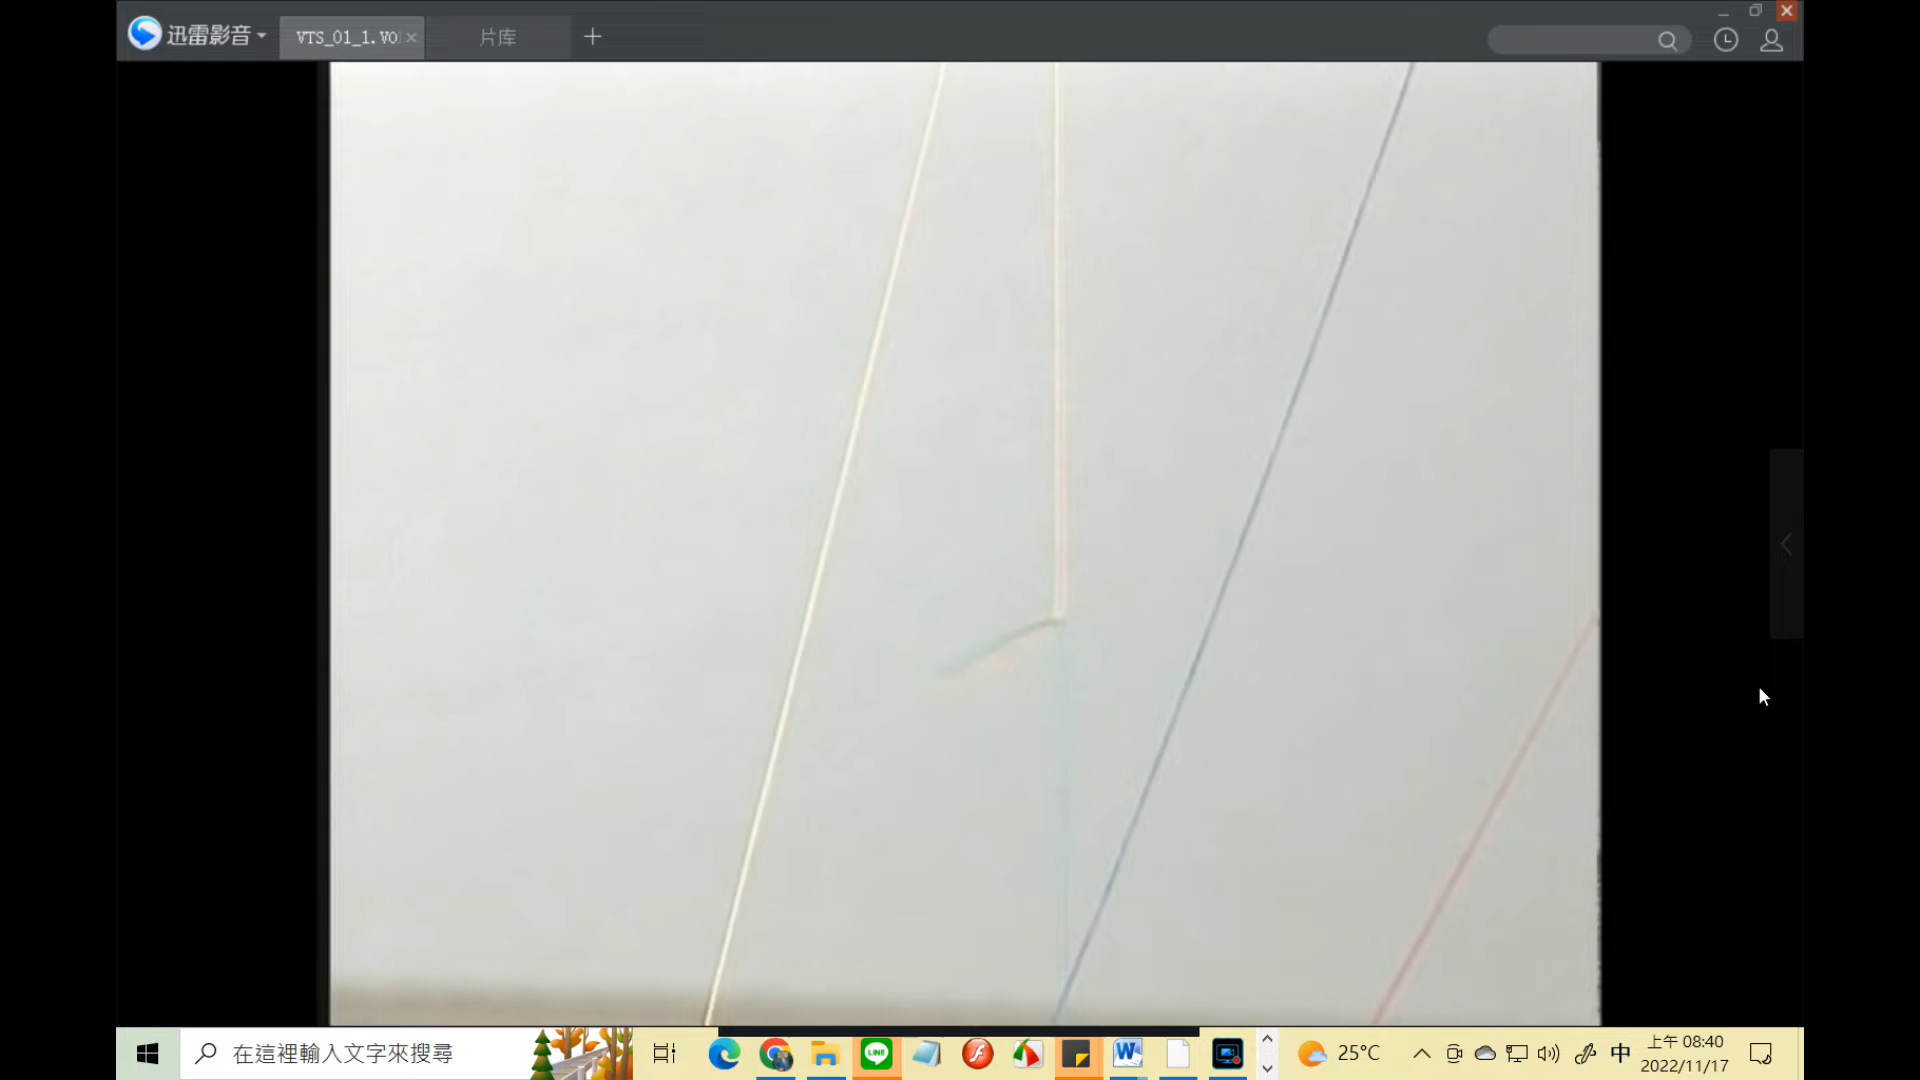 迅雷影音
VTS_01_1.VO
片库
在這裡輸入文字來搜尋
LINE
25°C
中
上午 08:40
2022/11/17